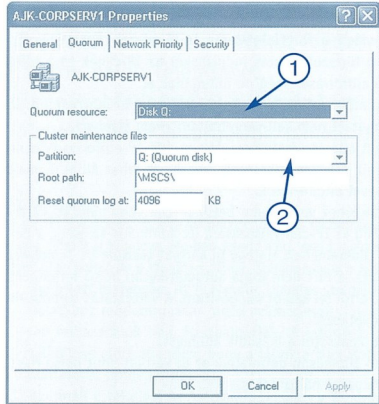 AJK-CORPSERV1 Properties
General Quorum Network Priority Security
1
AJK-CORPSERV1
Quorum resource: Disk Q:
Cluster maintenance files
Partition: Q: (Quorum disk)
Root path: \MSCS\
Reset quorum log at: 4096 KB
2
OK Cancel Apply